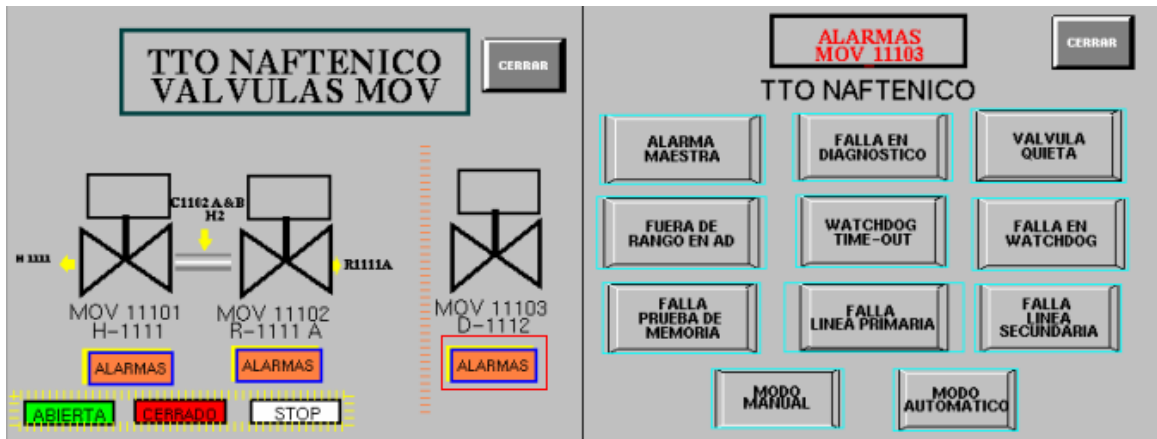 TTO NAFTENICO
VALVULAS MOV
CERRAR
C1102 A&B
H2
H 1111
R1111A
MOV 11101
H-1111
MOV 11102
R-1111 A
MOV 11103
D-1112
ALARMAS
ALARMAS
ALARMAS
ABIERTA
CERRADO
STOP
ALARMAS
MOV 11103
CERRAR
TTO NAFTENICO
ALARMA
MAESTRA
FALLA EN
DIAGNOSTICO
VALVULA
QUIETA
FUERA DE
RANGO EN AD
WATCHDOG
TIME-OUT
FALLA EN
WATCHDOG
FALLA
PRUEBA DE
MEMORIA
FALLA
LINEA PRIMARIA
FALLA
LINEA
SECUNDARIA
MODO
MANUAL
MODO
AUTOMATICO